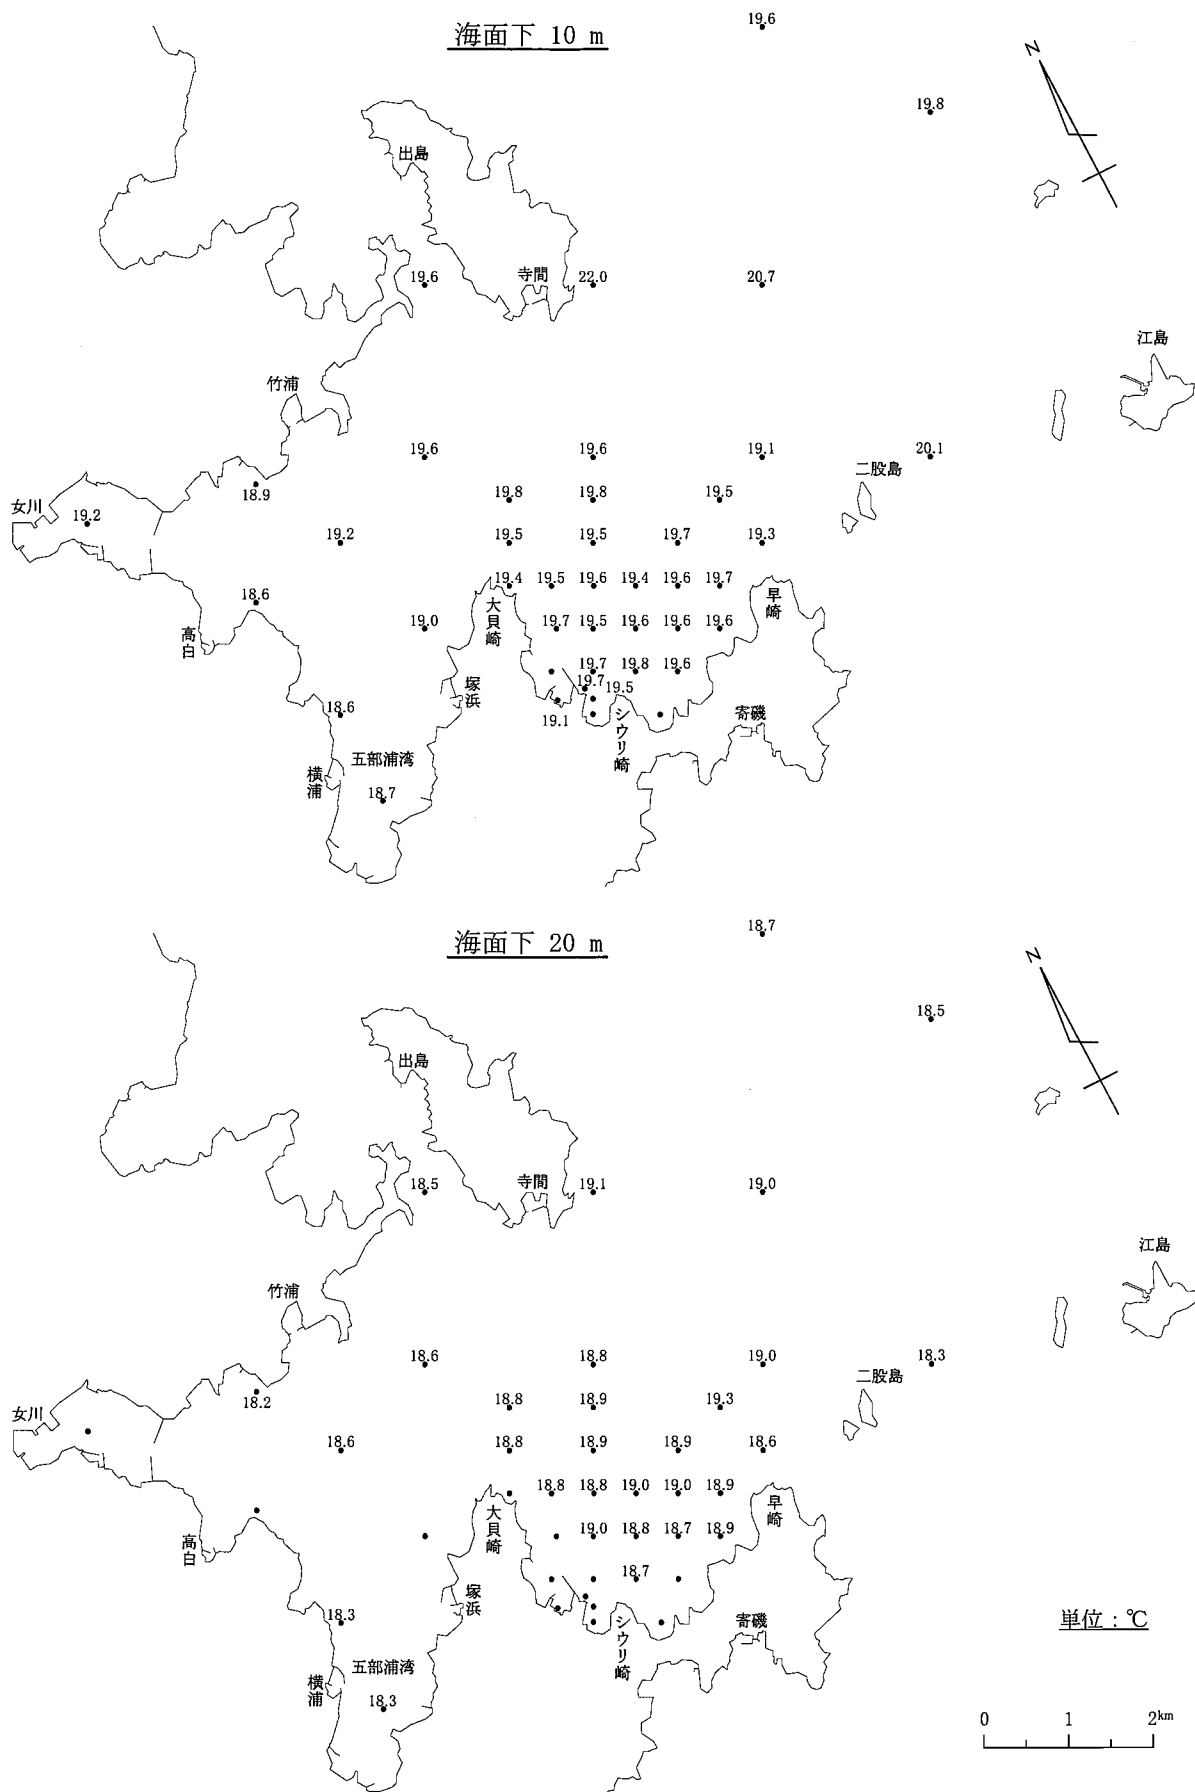 海面下 10 m
19.6
N
19.8
出島
19.6
寺間
22.0
20.7
江島
竹浦
19.6
19.6
19.1
20.1
二股島
18.9
女川
19.2
19.8
19.8
19.5
19.2
19.5
19.5
19.7
19.3
19.4
19.5
19.6
19.4
19.6
19.7
18.6
大貝崎
早崎
高白
19.0
19.7
19.5
19.6
19.6
19.6
19.7
19.8
19.6
塚浜
19.7
19.5
19.1
シウリ崎
18.6
寄磯
五部浦湾
横浦
18.7
海面下 20 m
18.7
N
18.5
出島
18.5
寺間
19.1
19.0
江島
竹浦
18.6
18.8
19.0
18.3
二股島
18.2
女川
18.8
18.9
19.3
18.6
18.8
18.9
18.9
18.6
18.8
18.8
19.0
19.0
18.9
大貝崎
早崎
高白
19.0
18.8
18.7
18.9
18.7
塚浜
シウリ崎
18.3
寄磯
単位：℃
五部浦湾
横浦
18.3
0 1 2km